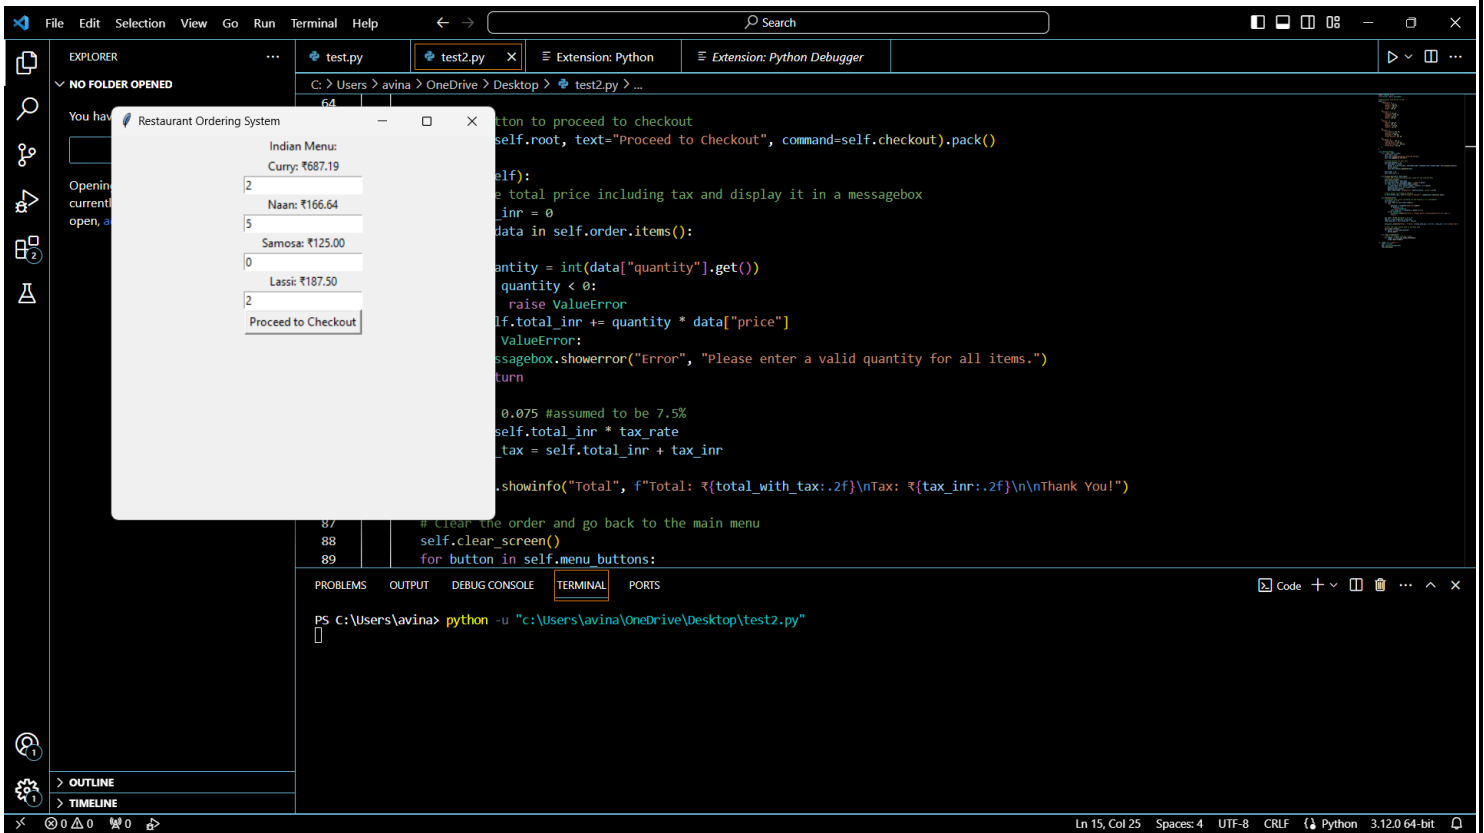 File Edit Selection View Go Run Terminal Help
Search
EXPLORER
test.py
test2.py
Extension: Python
Extension: Python Debugger
NO FOLDER OPENED
C: > Users > avina > OneDrive > Desktop > test2.py > ...
You hav
Openin
currentl
open, a
Restaurant Ordering System
Indian Menu:
Curry: ₹687.19
2
Naan: ₹166.64
5
Samosa: ₹125.00
0
Lassi: ₹187.50
2
Proceed to Checkout
64
tton to proceed to checkout
self.root, text="Proceed to Checkout", command=self.checkout).pack()
elf):
e total price including tax and display it in a messagebox
_inr = 0
data in self.order.items():
antity = int(data["quantity"].get())
quantity < 0:
raise ValueError
lf.total_inr += quantity * data["price"]
ValueError:
ssagebox.showerror("Error", "Please enter a valid quantity for all items.")
turn
0.075 #assumed to be 7.5%
self.total_inr * tax_rate
_tax = self.total_inr + tax_inr
.showinfo("Total", f"Total: ₹{total_with_tax:.2f}\nTax: ₹{tax_inr:.2f}\n\nThank You!")
87 # Clear the order and go back to the main menu
88 self.clear_screen()
89 for button in self.menu_buttons:
PROBLEMS OUTPUT DEBUG CONSOLE TERMINAL PORTS
Code
PS C:\Users\avina> python -u "c:\Users\avina\OneDrive\Desktop\test2.py"
2
1
1
OUTLINE
TIMELINE
0 0 0
Ln 15, Col 25 Spaces: 4 UTF-8 CRLF Python 3.12.0 64-bit